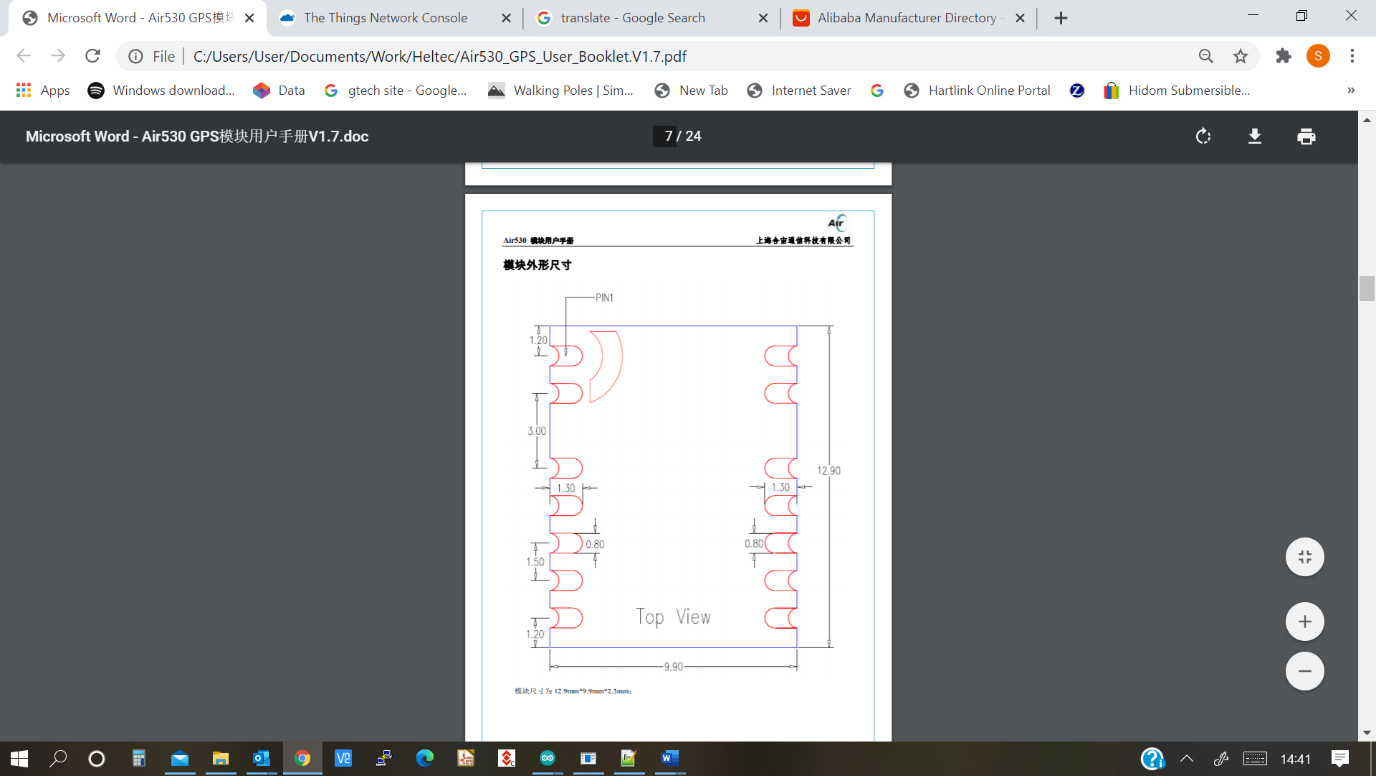 Microsoft Word - Air530 GPS模块
The Things Network Console
translate - Google Search
Alibaba Manufacturer Directory -
File
C:/Users/User/Documents/Work/Heltec/Air530_GPS_User_Booklet.V1.7.pdf
S
Apps
Windows download...
Data
gtech site - Google...
Walking Poles | Sim...
New Tab
Internet Saver
Hartlink Online Portal
Hidom Submersible...
»
Microsoft Word - Air530 GPS模块用户手册V1.7.doc
7 / 24
Air
Air530 模块用户手册
上海合宙通信科技有限公司
模块外形尺寸
PIN1
1.20
3.00
12.90
1.30
1.30
0.80
0.80
1.50
Top View
1.20
9.90
模块尺寸为 12.9mm*9.9mm*2.3mm;
14:41